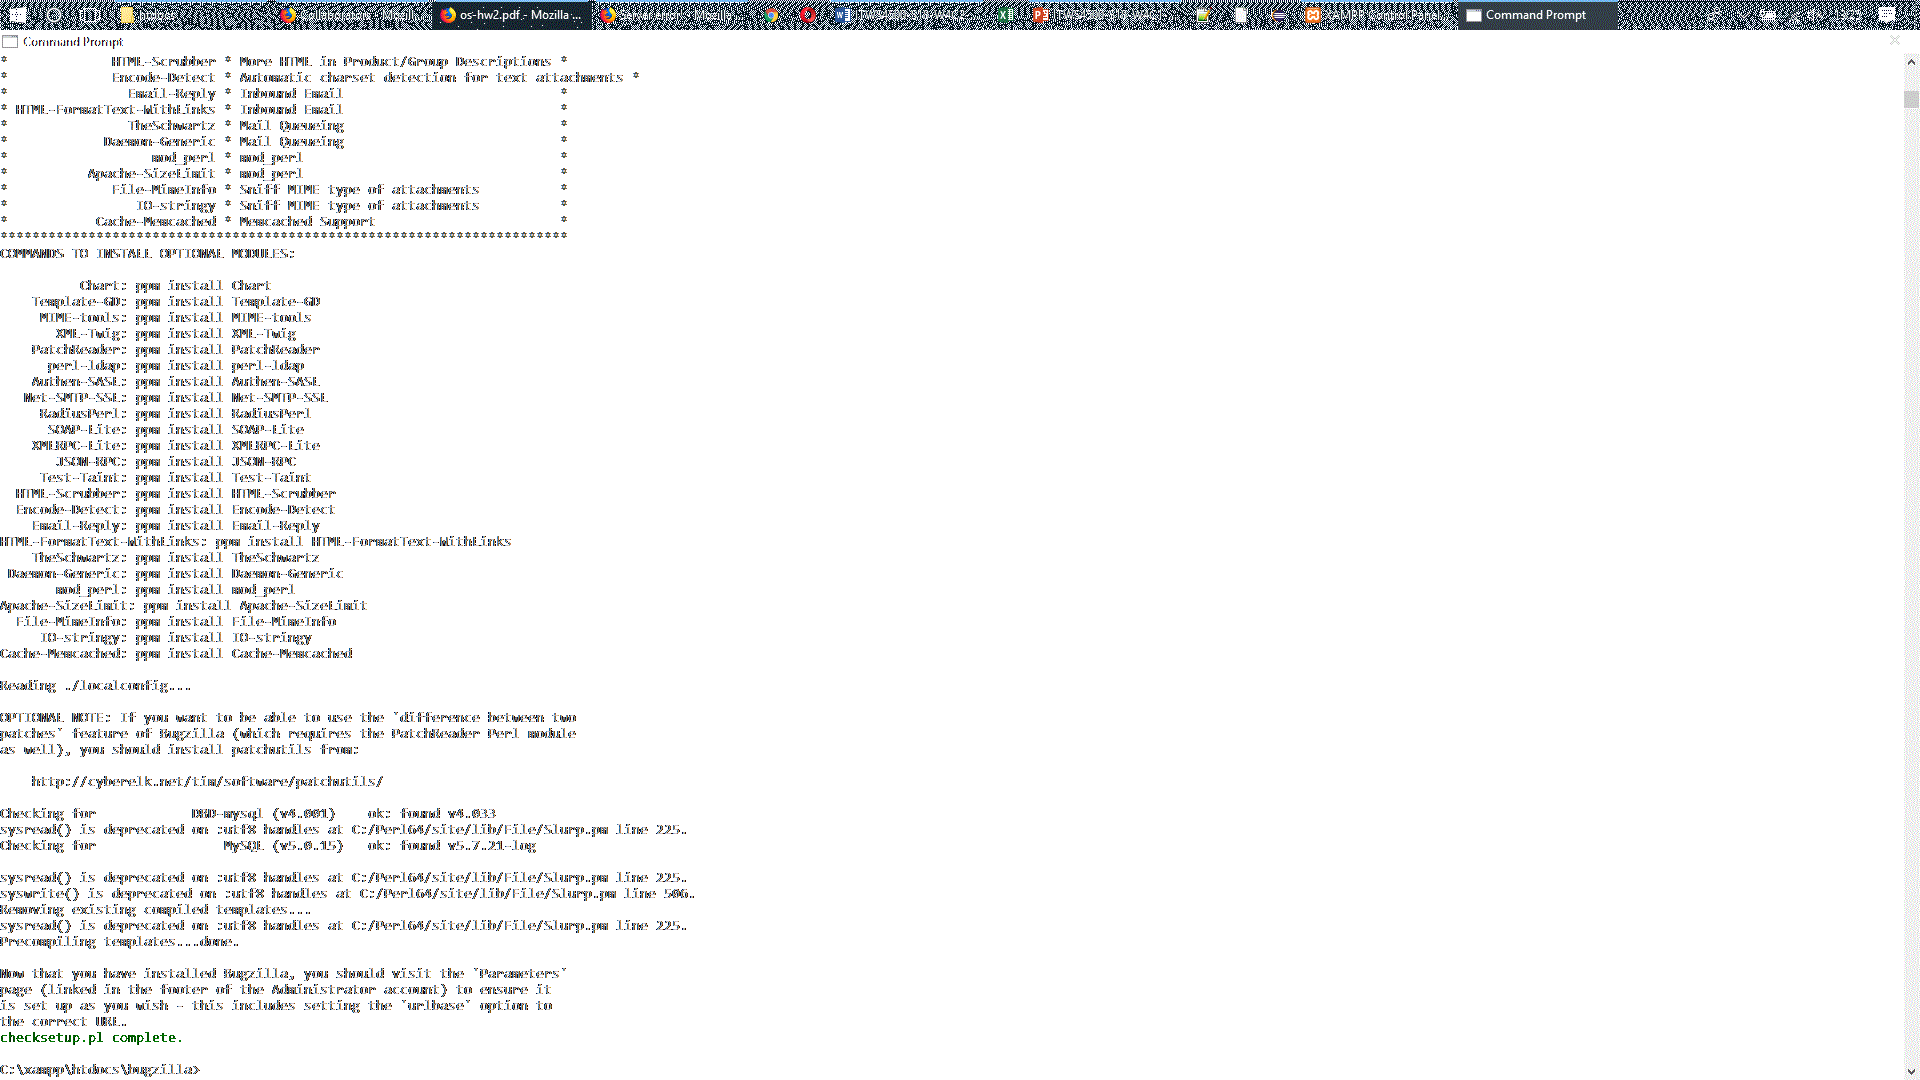 os-hw2.pdf - Mozilla ...
Command Prompt
Command Prompt
* HTML-Scrubber * More HTML in Product/Group Descriptions *
* Encode-Detect * Automatic charset detection for text attachments *
* Email-Reply * Inbound Email *
* HTML-FormatText-WithLinks * Inbound Email *
* TheSchwartz * Mail Queueing *
* Daemon-Generic * Mail Queueing *
* mod_perl * mod_perl *
* Apache-SizeLimit * mod_perl *
* File-MimeInfo * Sniff MIME type of attachments *
* IO-stringy * Sniff MIME type of attachments *
* Cache-Memcached * Memcached Support *
***********************************************************************
COMMANDS TO INSTALL OPTIONAL MODULES:
Chart: ppm install Chart
Template-GD: ppm install Template-GD
MIME-tools: ppm install MIME-tools
XML-Twig: ppm install XML-Twig
PatchReader: ppm install PatchReader
perl-ldap: ppm install perl-ldap
Authen-SASL: ppm install Authen-SASL
Net-SMTP-SSL: ppm install Net-SMTP-SSL
RadiusPerl: ppm install RadiusPerl
SOAP-Lite: ppm install SOAP-Lite
XMLRPC-Lite: ppm install XMLRPC-Lite
JSON-RPC: ppm install JSON-RPC
Test-Taint: ppm install Test-Taint
HTML-Scrubber: ppm install HTML-Scrubber
Encode-Detect: ppm install Encode-Detect
Email-Reply: ppm install Email-Reply
HTML-FormatText-WithLinks: ppm install HTML-FormatText-WithLinks
TheSchwartz: ppm install TheSchwartz
Daemon-Generic: ppm install Daemon-Generic
mod_perl: ppm install mod_perl
Apache-SizeLimit: ppm install Apache-SizeLimit
File-MimeInfo: ppm install File-MimeInfo
IO-stringy: ppm install IO-stringy
Cache-Memcached: ppm install Cache-Memcached
Reading ./localconfig...
OPTIONAL NOTE: If you want to be able to use the 'difference between two
patches' feature of Bugzilla (which requires the PatchReader Perl module
as well), you should install patchutils from:
http://cyberelk.net/tim/software/patchutils/
Checking for DBD-mysql (v4.001) ok: found v4.033
sysread() is deprecated on :utf8 handles at C:/Perl64/site/lib/File/Slurp.pm line 225.
Checking for MySQL (v5.0.15) ok: found v5.7.21-log
sysread() is deprecated on :utf8 handles at C:/Perl64/site/lib/File/Slurp.pm line 225.
syswrite() is deprecated on :utf8 handles at C:/Perl64/site/lib/File/Slurp.pm line 506.
Removing existing compiled templates...
sysread() is deprecated on :utf8 handles at C:/Perl64/site/lib/File/Slurp.pm line 225.
Precompiling templates...done.
Now that you have installed Bugzilla, you should visit the 'Parameters'
page (linked in the footer of the Administrator account) to ensure it
is set up as you wish - this includes setting the 'urlbase' option to
the correct URL.
checksetup.pl complete.
C:\xampp\htdocs\bugzilla>